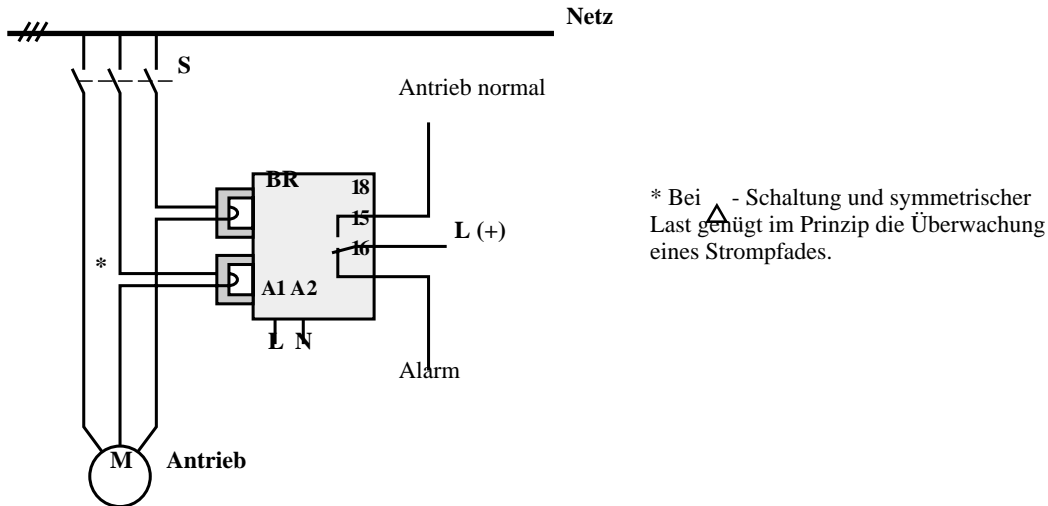 Netz
S
Antrieb normal
BR
18
15
L (+)
16
*
A1 A2
L N
Alarm
M Antrieb
* Bei △ - Schaltung und symmetrischer
Last genügt im Prinzip die Überwachung
eines Strompfades.